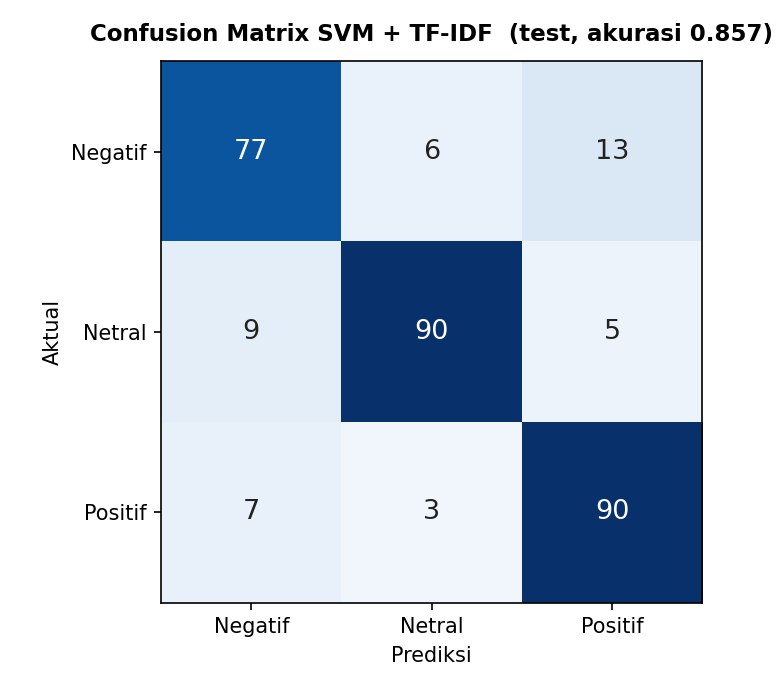 Confusion Matrix SVM + TF-IDF (test, akurasi 0.857)
Negatif 77 6 13
Netral 9 90 5
Positif 7 3 90
Aktual
Negatif Netral Positif
Prediksi